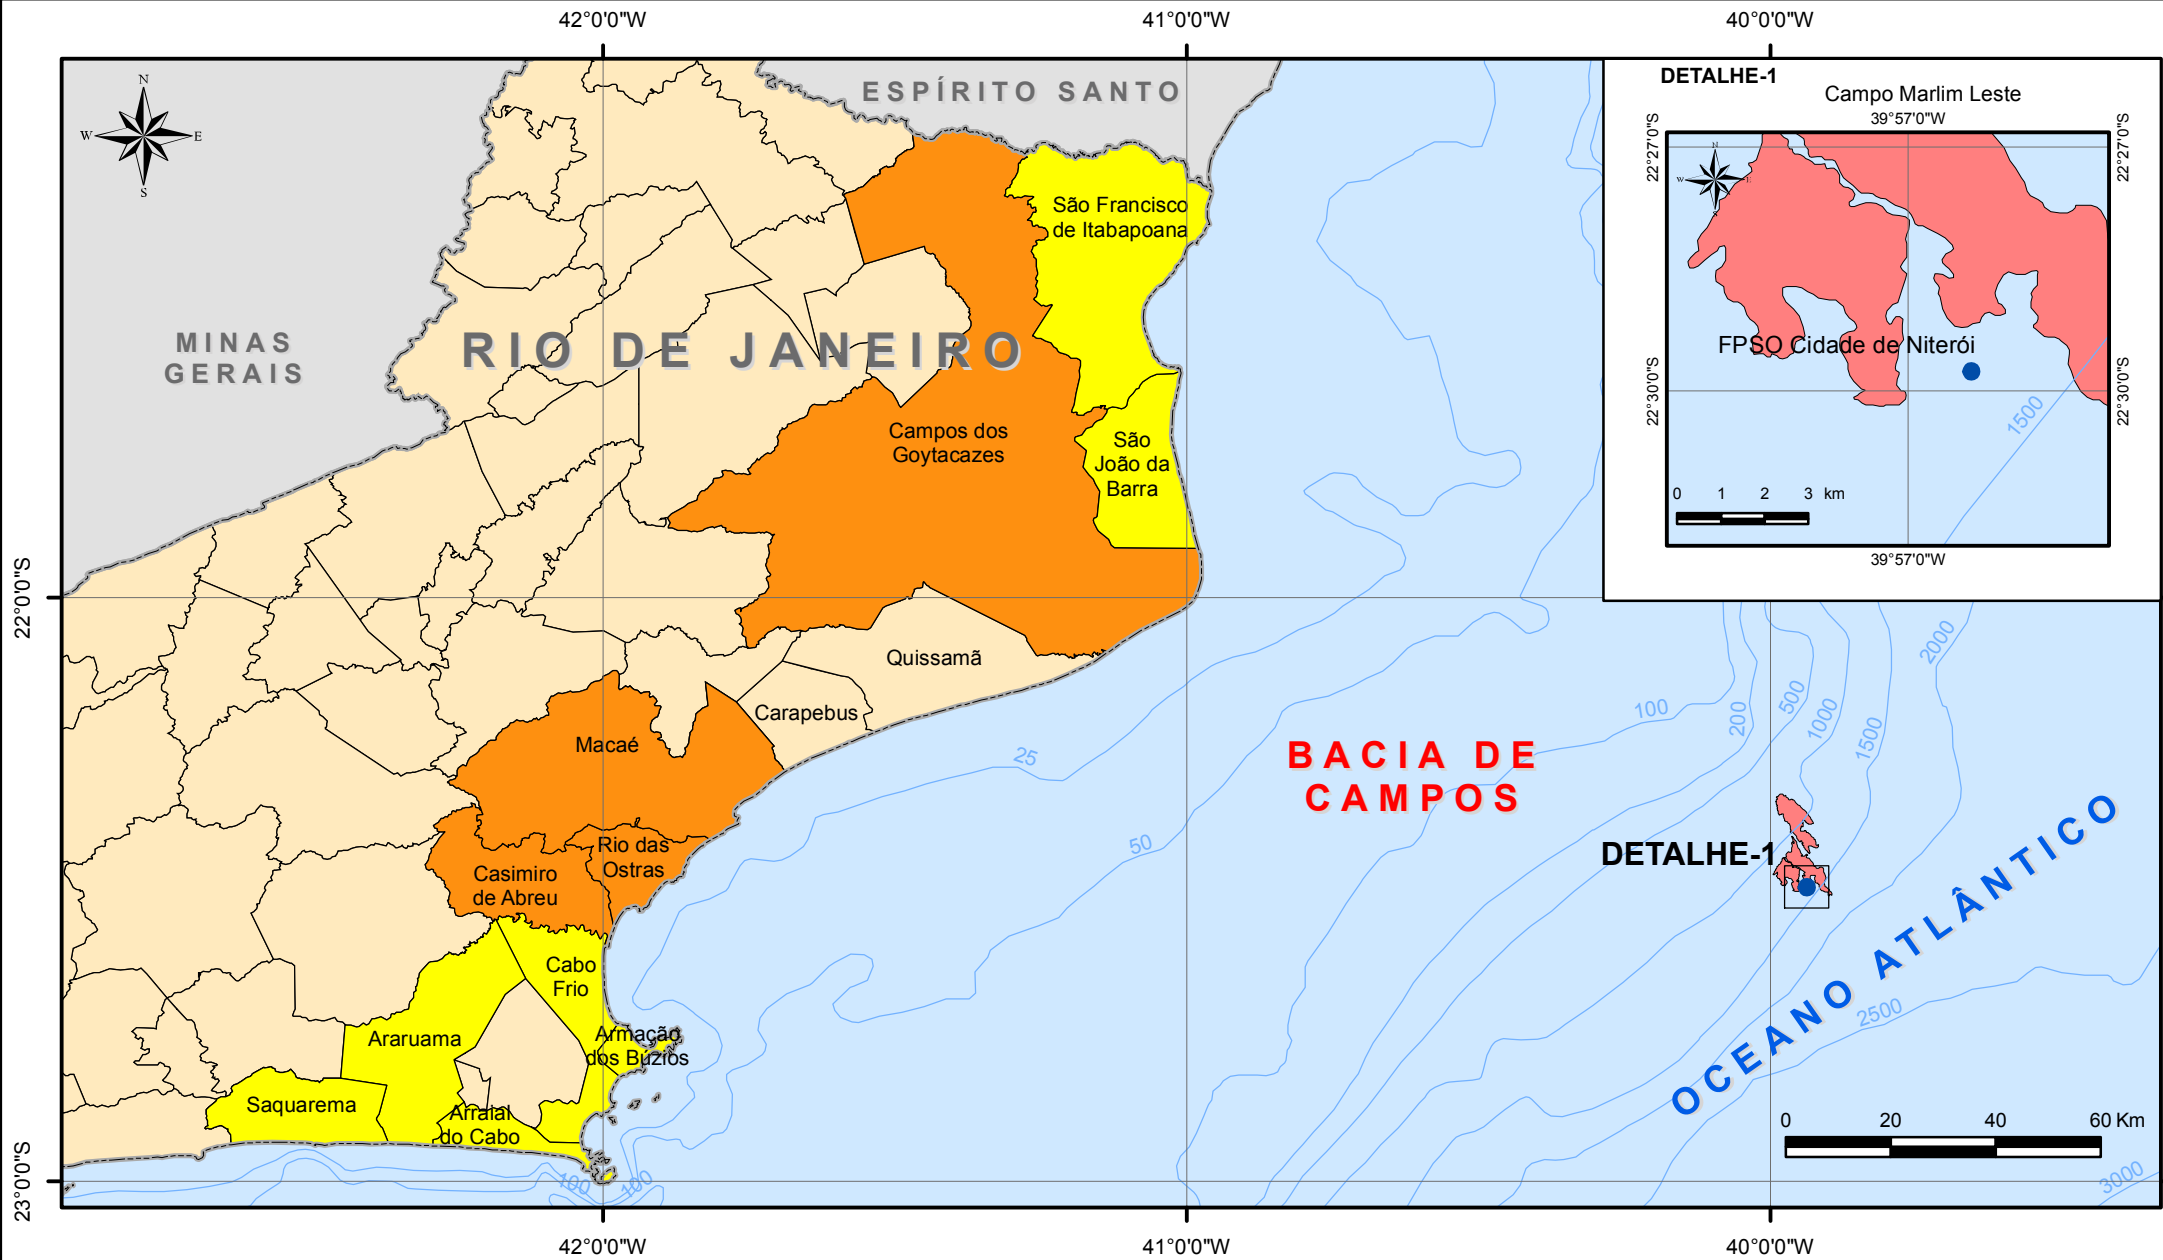 42°0'0"W
41°0'0"W
40°0'0"W
N
W
E
S
ESPÍRITO SANTO
MINAS
GERAIS
RIO DE JANEIRO
São Francisco
de Itabapoana
Campos dos
Goytacazes
São
João da
Barra
Quissamã
Carapebus
Macaé
Rio das
Ostras
Casimiro
de Abreu
Cabo
Frio
Armação
dos Búzios
Araruama
Saquarema
Arraial
do Cabo
22°0'0"S
23°0'0"S
DETALHE-1
Campo Marlim Leste
39°57'0"W
22°27'0"S
22°27'0"S
N
W
FPSO Cidade de Niterói
22°30'0"S
22°30'0"S
1500
0 1 2 3 km
39°57'0"W
25
50
100
200
500
1000
1500
2000
BACIA DE
CAMPOS
DETALHE-1
OCEANO ATLÂNTICO
2500
3000
100
100
0 20 40 60 Km
42°0'0"W
41°0'0"W
40°0'0"W